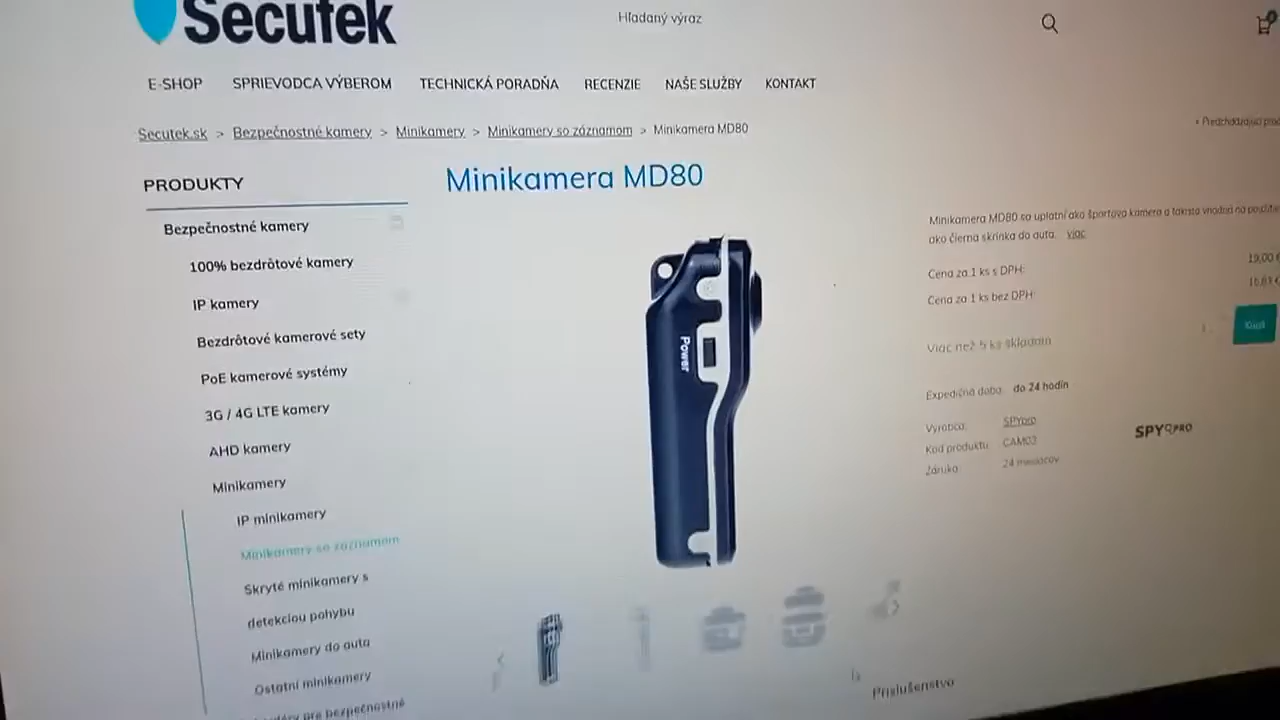 Secutek
Hľadaný výraz
E-SHOP SPRIEVODCA VÝBEROM TECHNICKÁ PORADŇA RECENZIE NAŠE SLUŽBY KONTAKT
Secutek.sk > Bezpečnostné kamery > Minikamery > Minikamery so záznamom > Minikamera MD80
PRODUKTY
Bezpečnostné kamery
100% bezdrôtové kamery
IP kamery
Bezdrôtové kamerové sety
PoE kamerové systémy
3G / 4G LTE kamery
AHD kamery
Minikamery
IP minikamery
Minikamery so záznamom
Skryté minikamery s
detekciou pohybu
Minikamery do auta
Ostatní minikamery
pre bezpečnostné
Minikamera MD80
Power
Minikamera MD80 sa uplatní ako športová kamera a taktiež vhodná na
ako čierna skrinka do auta. viac
Cena za 1 ks s DPH: 19,00 €
Cena za 1 ks bez DPH:
Kúpiť
Viac než 5 ks skladom
Expedičná doba: do 24 hodín
Výrobca: SPYpro
Kód produktu: CAM03
Záruka: 24 mesiacov
SPYPRO
Príslušenstvo